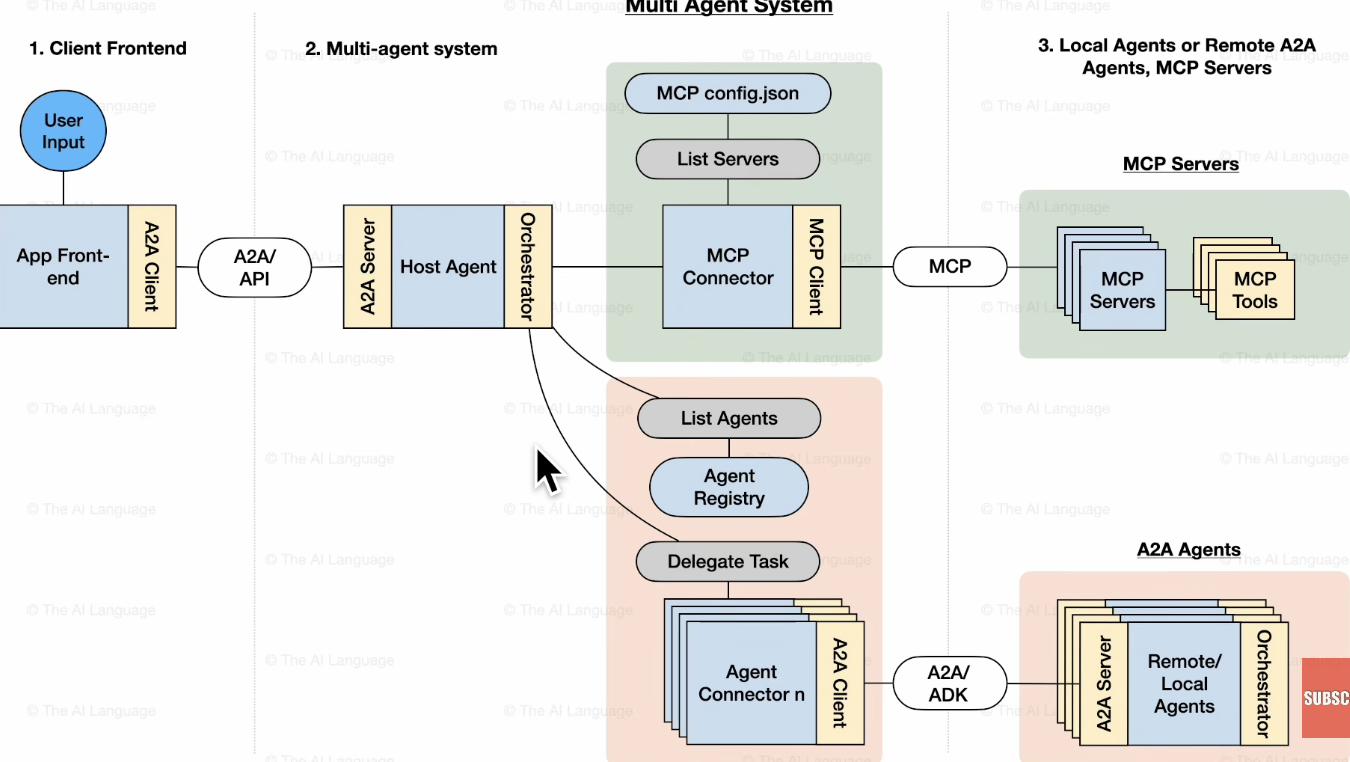 Multi Agent System
1. Client Frontend
2. Multi-agent system
3. Local Agents or Remote A2A
Agents, MCP Servers
User
Input
App Front-
end
A2A Client
A2A/
API
A2A Server
Host Agent
Orchestrator
MCP config.json
List Servers
MCP
Connector
MCP Client
MCP
MCP Servers
MCP
Servers
MCP
Tools
List Agents
Agent
Registry
Delegate Task
Agent
Connector n
A2A Client
A2A/
ADK
A2A Agents
A2A Server
Remote/
Local
Agents
Orchestrator
SUBSC
© The AI Language